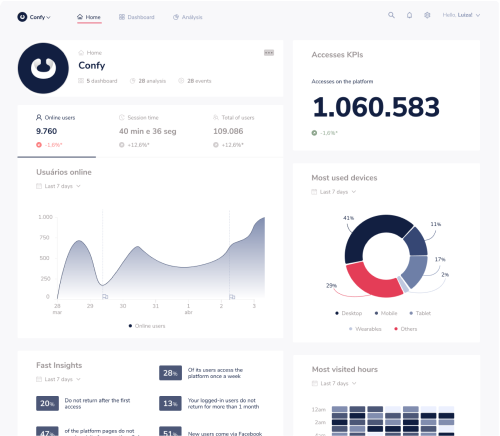 Confy
Home
Dashboard
Analysis
Hello, Luiza!
Home
Confy
5 dashboard
28 analysis
28 events
Online users
9.760
-1,6%*
Session time
40 min e 36 seg
+12,6%*
Total of users
109.086
+12,6%*
Usuários online
Last 7 days
1.000
750
500
250
0
28
mar
29
30
31
1
abr
2
3
Online users
Accesses KPIs
Accesses on the platform
1.060.583
-1,6%*
Most used devices
Last 7 days
41%
11%
17%
2%
29%
Desktop
Mobile
Tablet
Wearables
Others
Fast Insights
Last 7 days
28%
Of its users access the
platform once a week
20%
Do not return after the first
access
13%
Your logged-in users do not
return for more than 1 month
47%
of the platform pages do not
51%
New users come via Facebook
Most visited hours
Last 7 days
12am
2am